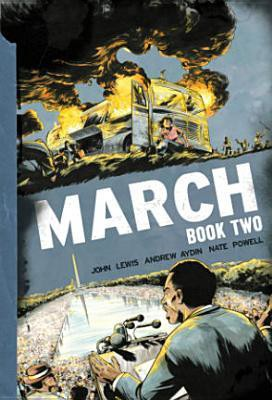 MARCH
BOOK TWO
JOHN LEWIS ANDREW AYDIN NATE POWELL